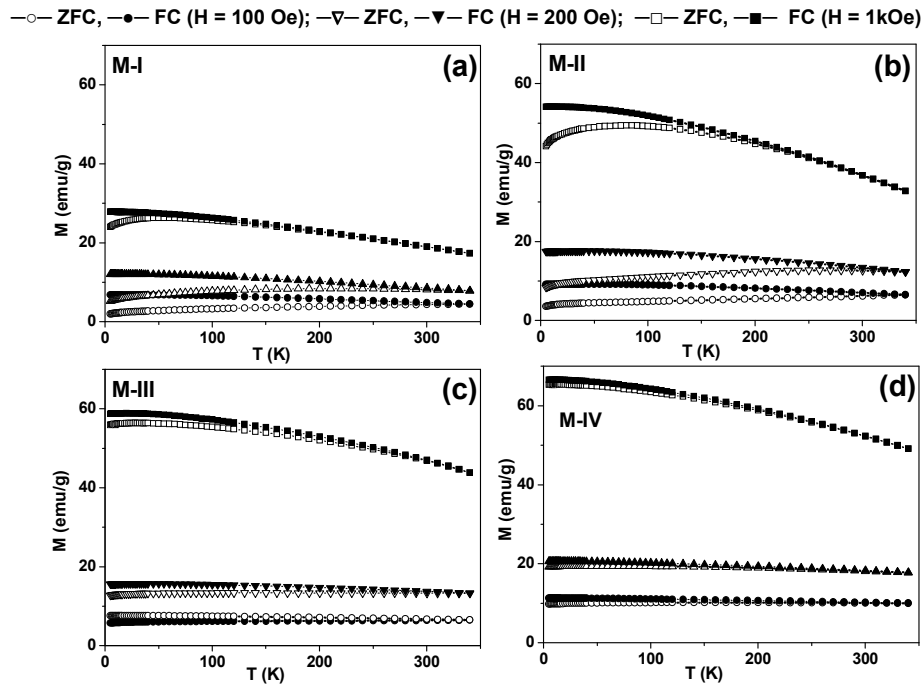 ZFC, FC (H = 100 Oe); ZFC, FC (H = 200 Oe); ZFC, FC (H = 1kOe)
M-I (a)
60
40
20
0
M (emu/g)
0 100 200 300
T (K)
M-II (b)
60
40
20
0
M (emu/g)
0 100 200 300
T (K)
M-III (c)
60
40
20
0
M (emu/g)
0 100 200 300
T (K)
(d)
M-IV
60
40
20
0
M (emu/g)
0 100 200 300
T (K)